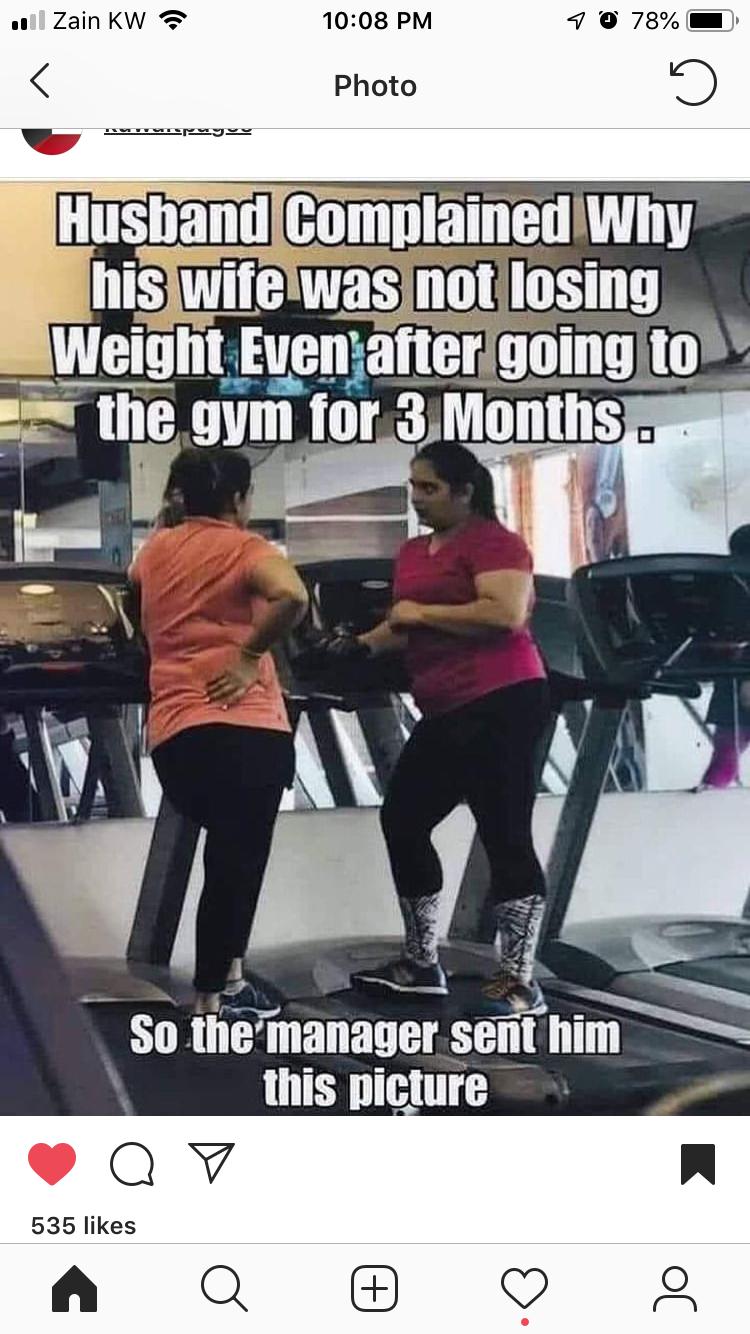 Zain KW
10:08 PM
78%
Photo
Husband Complained Why
his wife was not losing
Weight Even after going to
the gym for 3 Months .
So the manager sent him
this picture
535 likes